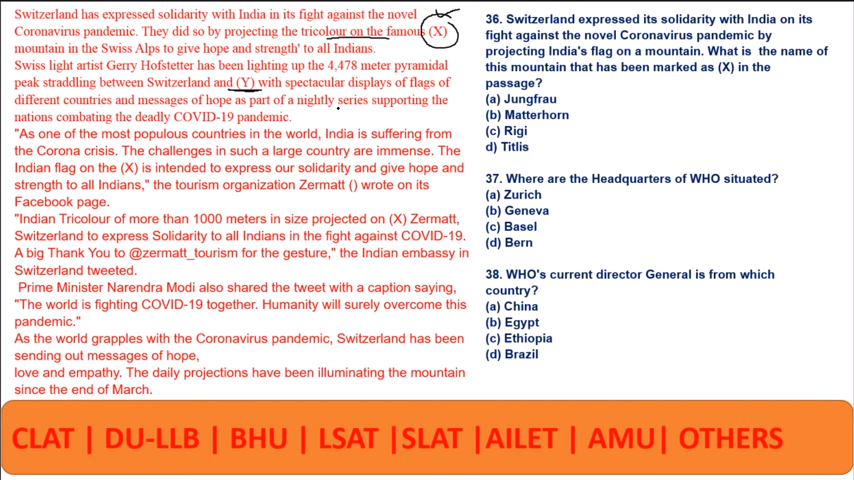 Switzerland has expressed solidarity with India in its fight against the novel
Coronavirus pandemic. They did so by projecting the tricolour on the famous (X)
mountain in the Swiss Alps to give hope and strength' to all Indians.
Swiss light artist Gerry Hofstetter has been lighting up the 4,478 meter pyramidal
peak straddling between Switzerland and (Y) with spectacular displays of flags of
different countries and messages of hope as part of a nightly series supporting the
nations combating the deadly COVID-19 pandemic.
"As one of the most populous countries in the world, India is suffering from
the Corona crisis. The challenges in such a large country are immense. The
Indian flag on the (X) is intended to express our solidarity and give hope and
strength to all Indians," the tourism organization Zermatt () wrote on its
Facebook page.
"Indian Tricolour of more than 1000 meters in size projected on (X) Zermatt,
Switzerland to express Solidarity to all Indians in the fight against COVID-19.
A big Thank You to @zermatt_tourism for the gesture," the Indian embassy in
Switzerland tweeted.
Prime Minister Narendra Modi also shared the tweet with a caption saying,
"The world is fighting COVID-19 together. Humanity will surely overcome this
pandemic."
As the world grapples with the Coronavirus pandemic, Switzerland has been
sending out messages of hope,
love and empathy. The daily projections have been illuminating the mountain
since the end of March.
36. Switzerland expressed its solidarity with India on its
fight against the novel Coronavirus pandemic by
projecting India's flag on a mountain. What is the name of
this mountain that has been marked as (X) in the
passage?
(a) Jungfrau
(b) Matterhorn
(c) Rigi
d) Titlis
37. Where are the Headquarters of WHO situated?
(a) Zurich
(b) Geneva
(c) Basel
(d) Bern
38. WHO's current director General is from which
country?
(a) China
(b) Egypt
(c) Ethiopia
(d) Brazil
CLAT | DU-LLB | BHU | LSAT |SLAT |AILET | AMU | OTHERS